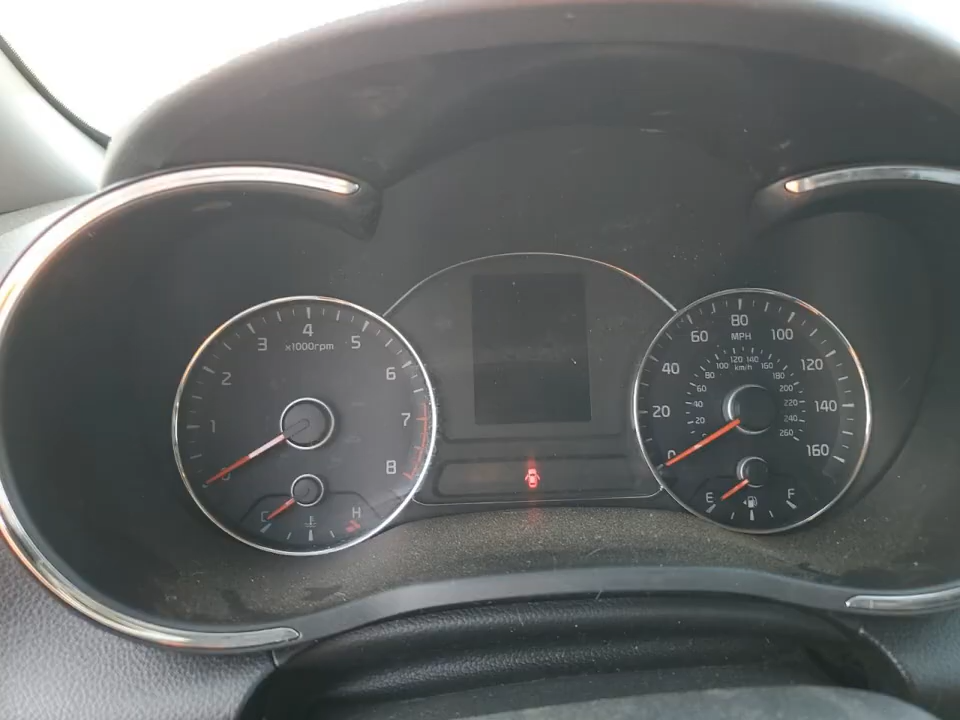 0 1 2 3 4 5 6 7 8
x1000rpm
C H
0 20 40 60 80 100 120 140 160
MPH
20 40 60 80 100 120 140 160 180 200 220 240 260
km/h
E F